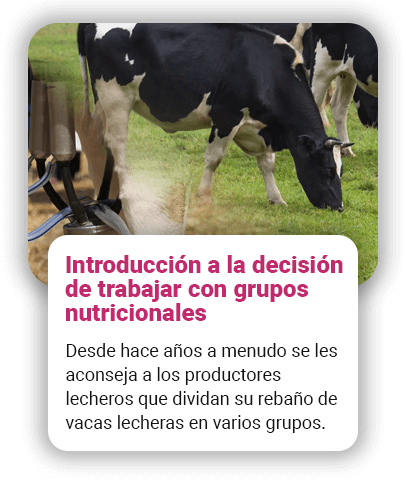 Introducción a la decisión
de trabajar con grupos
nutricionales
Desde hace años a menudo se les
aconseja a los productores
lecheros que dividan su rebaño de
vacas lecheras en varios grupos.